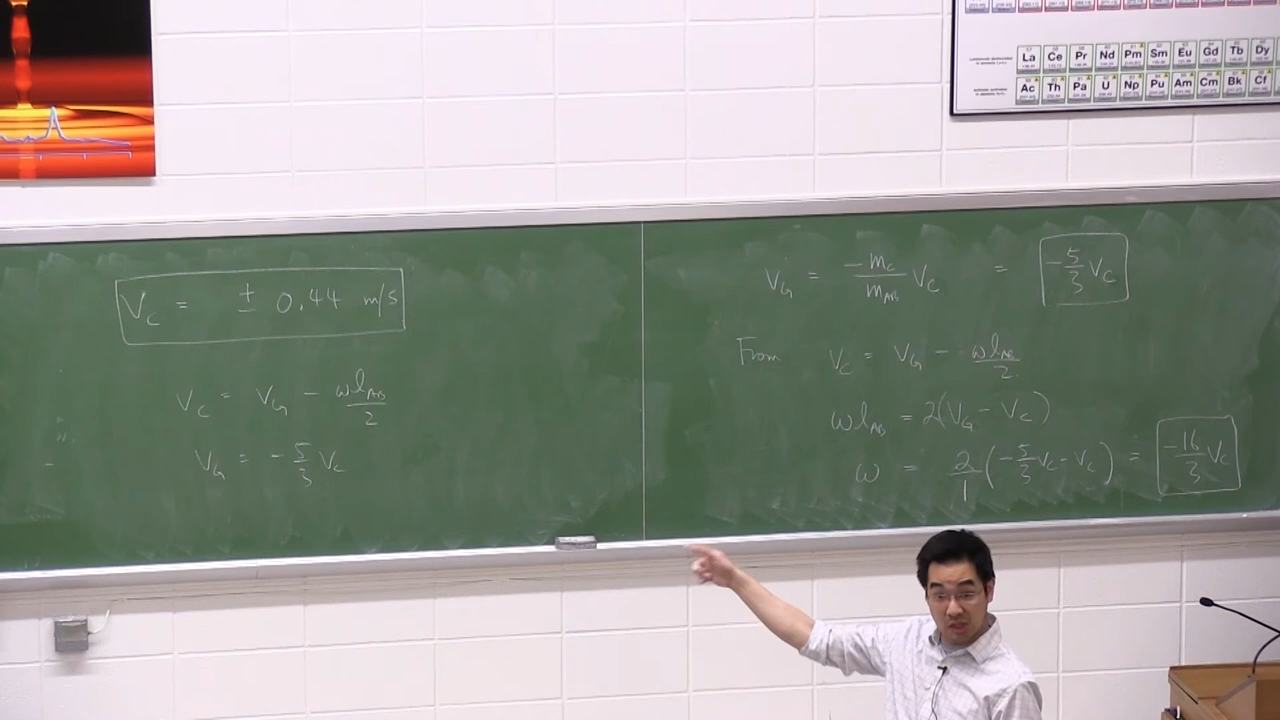 La Ce Pr Nd Pm Sm Eu Gd Tb Dy
Ac Th Pa U Np Pu Am Cm Bk Cf
V_C = ± 0.44 m/s
V_C = V_G - ωl_AB/2
V_G = -5/3 V_C
V_G = -m_C/m_AB V_C = -5/3 V_C
From V_C = V_G - ωl_AB/2
ωl_AB = 2(V_G - V_C)
ω = 2/1 (-5/3 V_C - V_C) = -16/3 V_C